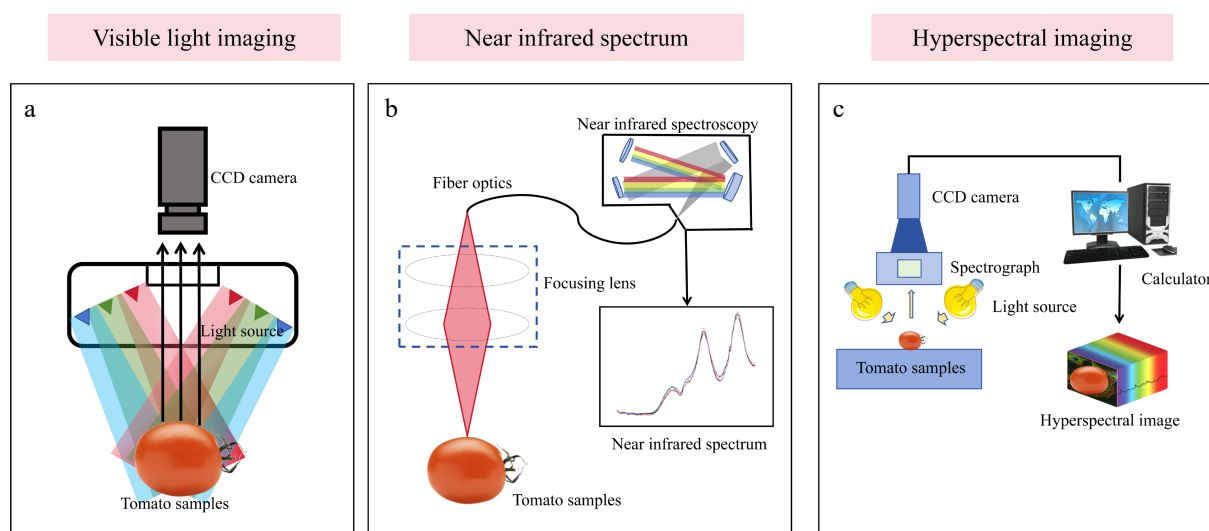 Visible light imaging
Near infrared spectrum
Hyperspectral imaging
a
CCD camera
Light source
Tomato samples
b
Near infrared spectroscopy
Fiber optics
Focusing lens
Near infrared spectrum
Tomato samples
c
CCD camera
Spectrograph
Light source
Tomato samples
Calculator
Hyperspectral image